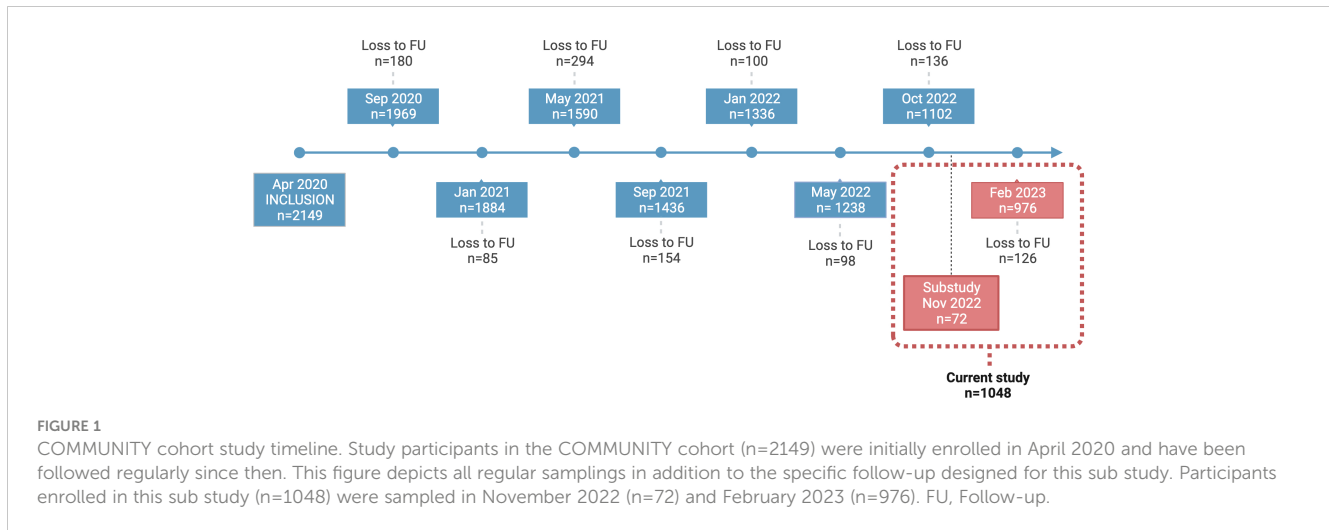 Loss to FU
n=180
Loss to FU
n=294
Loss to FU
n=100
Loss to FU
n=136
Sep 2020
n=1969
May 2021
n=1590
Jan 2022
n=1336
Oct 2022
n=1102
Apr 2020
INCLUSION
n=2149
Jan 2021
n=1884
Sep 2021
n=1436
May 2022
n= 1238
Feb 2023
n=976
Loss to FU
n=85
Loss to FU
n=154
Loss to FU
n=98
Loss to FU
n=126
Substudy
Nov 2022
n=72
Current study
n=1048
FIGURE 1
COMMUNITY cohort study timeline. Study participants in the COMMUNITY cohort (n=2149) were initially enrolled in April 2020 and have been
followed regularly since then. This figure depicts all regular samplings in addition to the specific follow-up designed for this sub study. Participants
enrolled in this sub study (n=1048) were sampled in November 2022 (n=72) and February 2023 (n=976). FU, Follow-up.